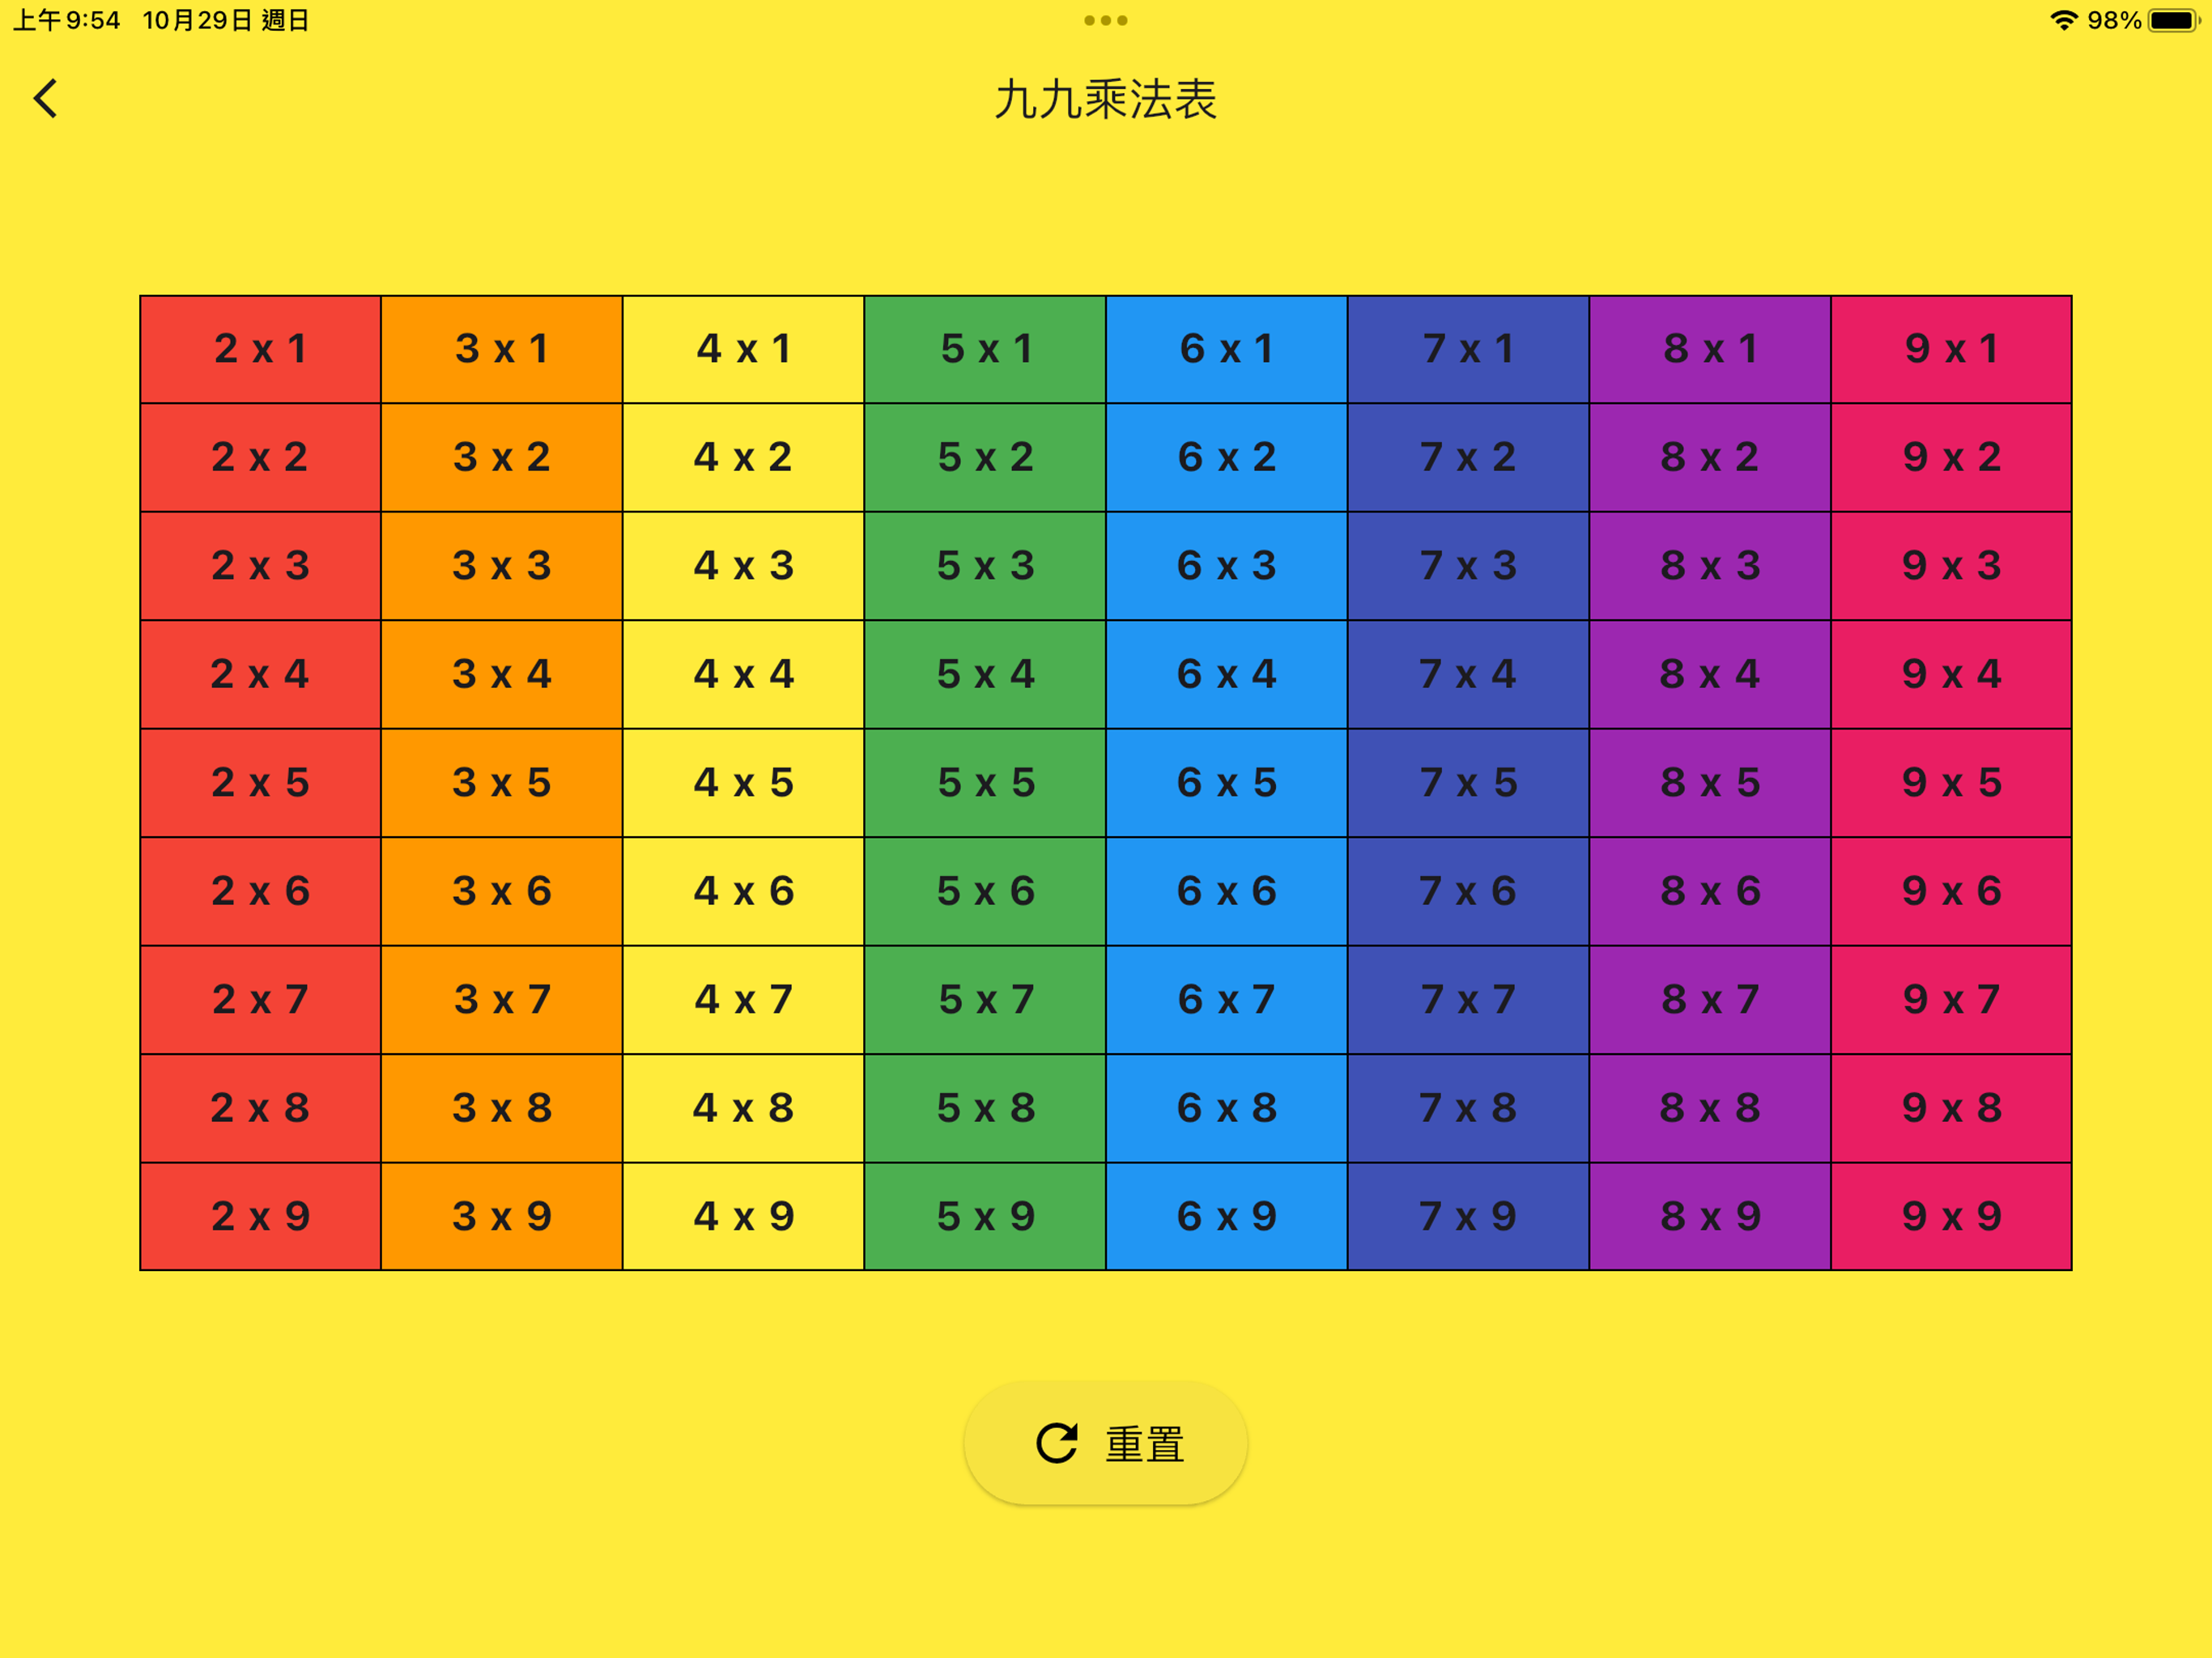 上午9:54 10月29日 週日 98%
九九乘法表
2 x 1 3 x 1 4 x 1 5 x 1 6 x 1 7 x 1 8 x 1 9 x 1
2 x 2 3 x 2 4 x 2 5 x 2 6 x 2 7 x 2 8 x 2 9 x 2
2 x 3 3 x 3 4 x 3 5 x 3 6 x 3 7 x 3 8 x 3 9 x 3
2 x 4 3 x 4 4 x 4 5 x 4 6 x 4 7 x 4 8 x 4 9 x 4
2 x 5 3 x 5 4 x 5 5 x 5 6 x 5 7 x 5 8 x 5 9 x 5
2 x 6 3 x 6 4 x 6 5 x 6 6 x 6 7 x 6 8 x 6 9 x 6
2 x 7 3 x 7 4 x 7 5 x 7 6 x 7 7 x 7 8 x 7 9 x 7
2 x 8 3 x 8 4 x 8 5 x 8 6 x 8 7 x 8 8 x 8 9 x 8
2 x 9 3 x 9 4 x 9 5 x 9 6 x 9 7 x 9 8 x 9 9 x 9
重置